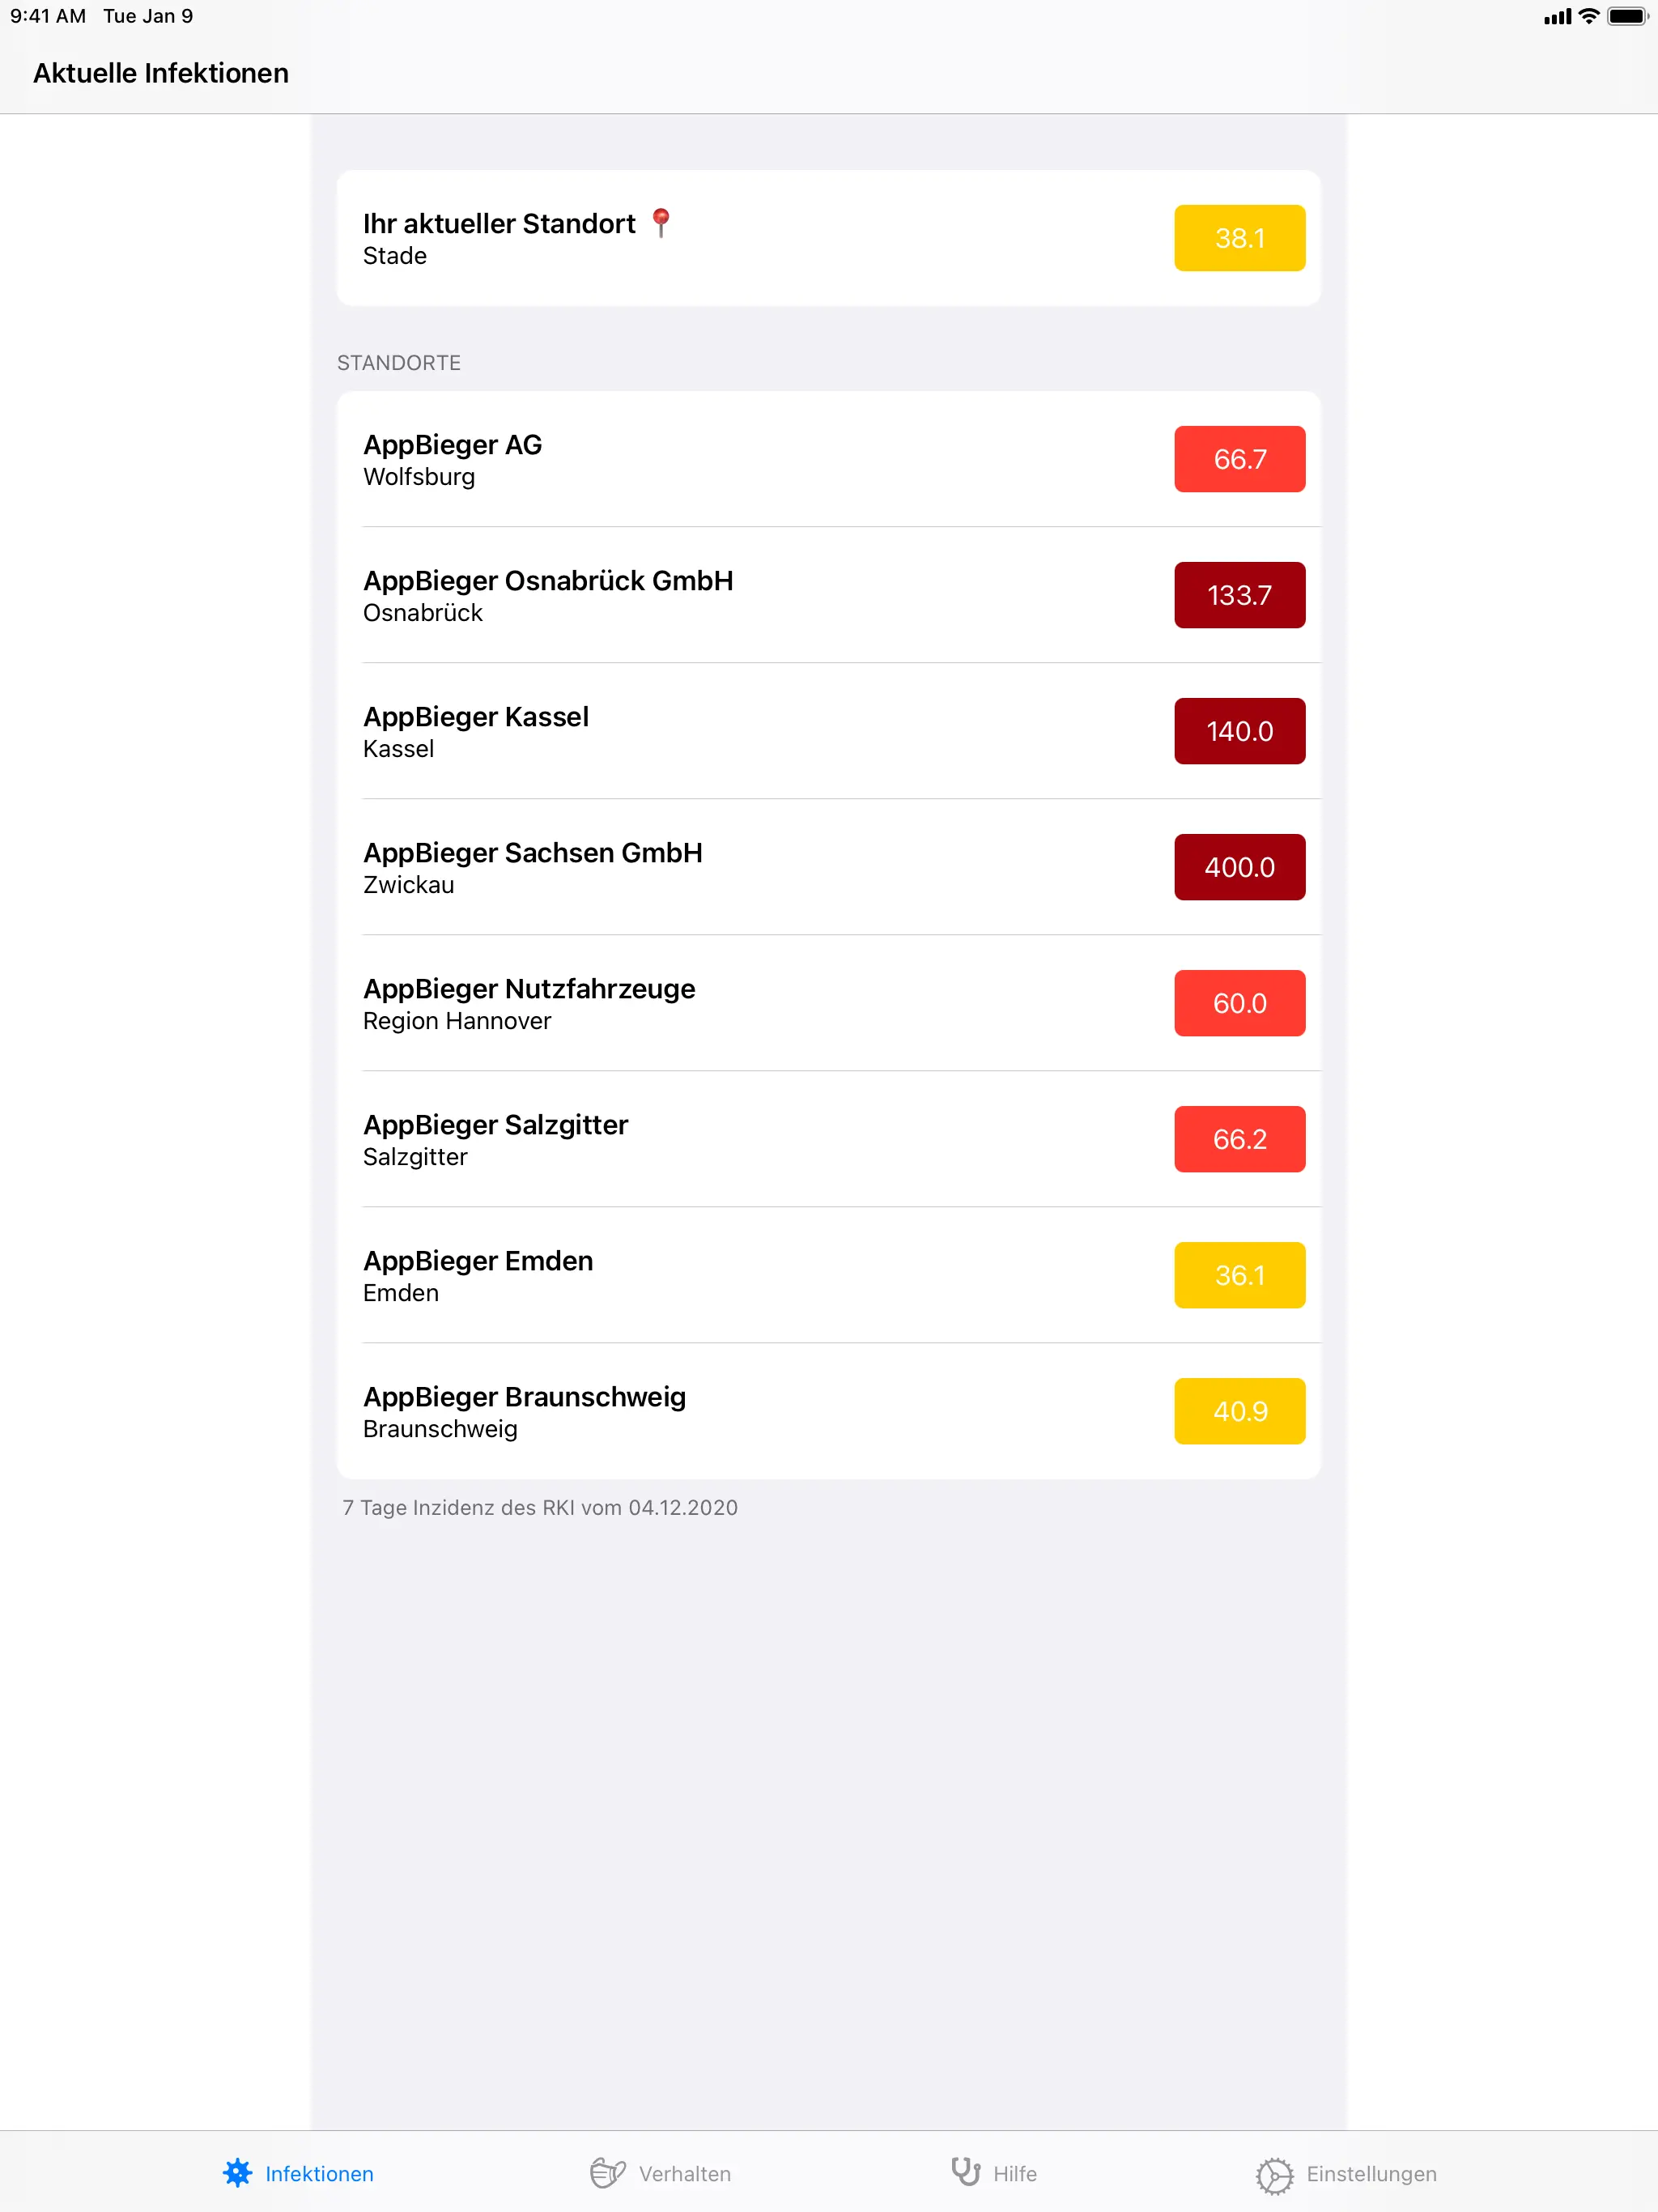 9:41 AM Tue Jan 9
Aktuelle Infektionen
Ihr aktueller Standort
Stade
38.1
STANDORTE
AppBieger AG
Wolfsburg
66.7
AppBieger Osnabrück GmbH
Osnabrück
133.7
AppBieger Kassel
Kassel
140.0
AppBieger Sachsen GmbH
Zwickau
400.0
AppBieger Nutzfahrzeuge
Region Hannover
60.0
AppBieger Salzgitter
Salzgitter
66.2
AppBieger Emden
Emden
36.1
AppBieger Braunschweig
Braunschweig
40.9
7 Tage Inzidenz des RKI vom 04.12.2020
Infektionen Verhalten Hilfe Einstellungen